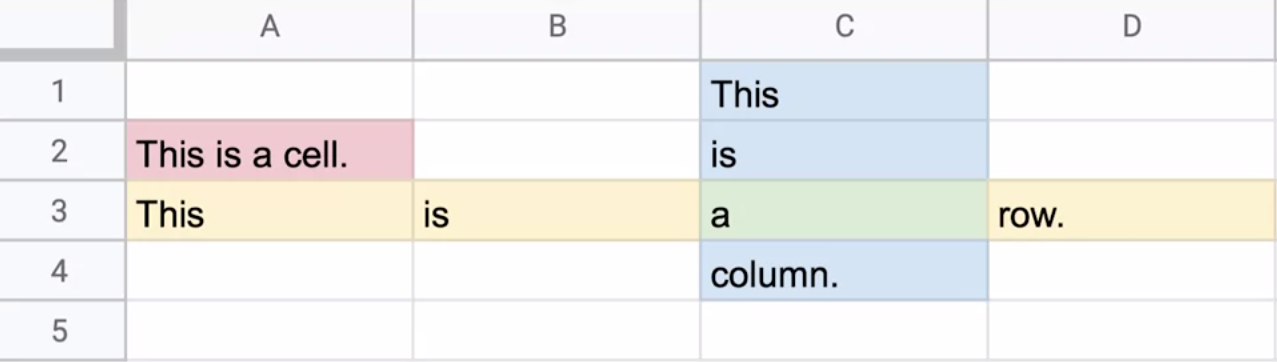 A B C D
1 This
2 This is a cell. is
3 This is a row.
4 column.
5